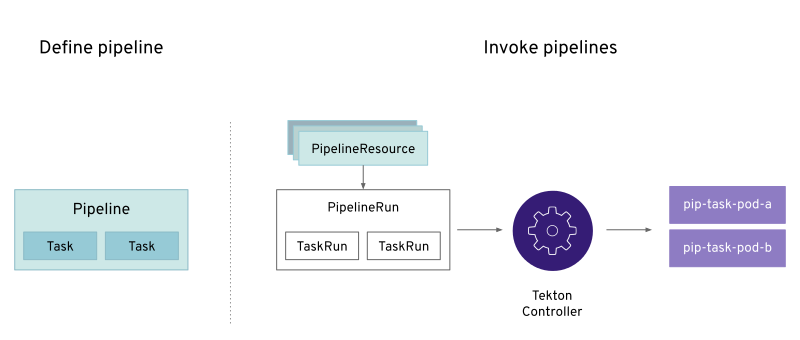 Define pipeline
Invoke pipelines
PipelineResource
Pipeline
Task
Task
PipelineRun
TaskRun
TaskRun
Tekton
Controller
pip-task-pod-a
pip-task-pod-b